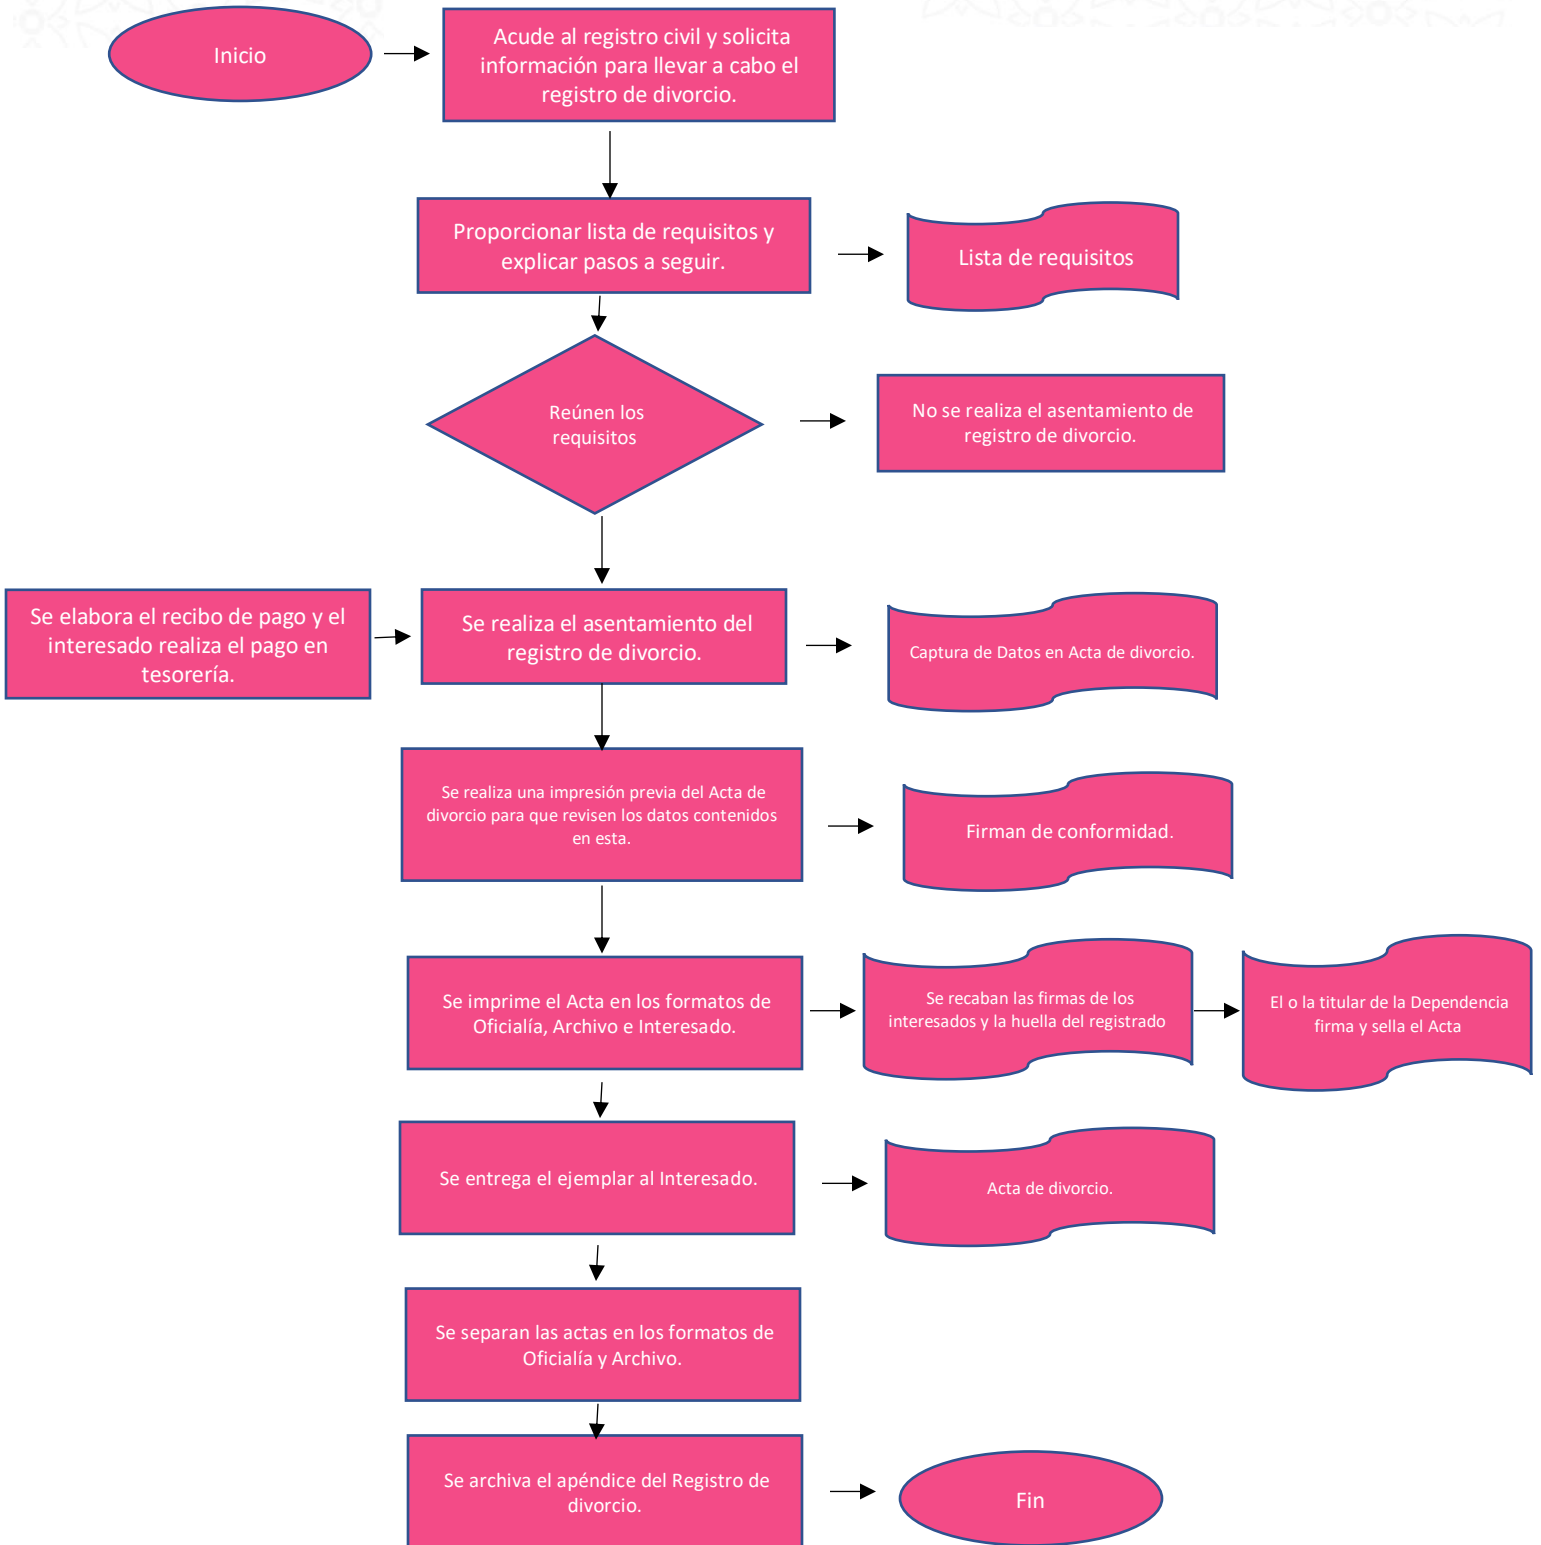 Inicio
Acude al registro civil y solicita
información para llevar a cabo el
registro de divorcio.
Proporcionar lista de requisitos y
explicar pasos a seguir.
Lista de requisitos
Reúnen los
requisitos
No se realiza el asentamiento de
registro de divorcio.
Se elabora el recibo de pago y el
interesado realiza el pago en
tesorería.
Se realiza el asentamiento del
registro de divorcio.
Captura de Datos en Acta de divorcio.
Se realiza una impresión previa del Acta de
divorcio para que revisen los datos contenidos
en esta.
Firman de conformidad.
Se imprime el Acta en los formatos de
Oficialía, Archivo e Interesado.
Se recaban las firmas de los
interesados y la huella del registrado
El o la titular de la Dependencia
firma y sella el Acta
Se entrega el ejemplar al Interesado.
Acta de divorcio.
Se separan las actas en los formatos de
Oficialía y Archivo.
Se archiva el apéndice del Registro de
divorcio.
Fin